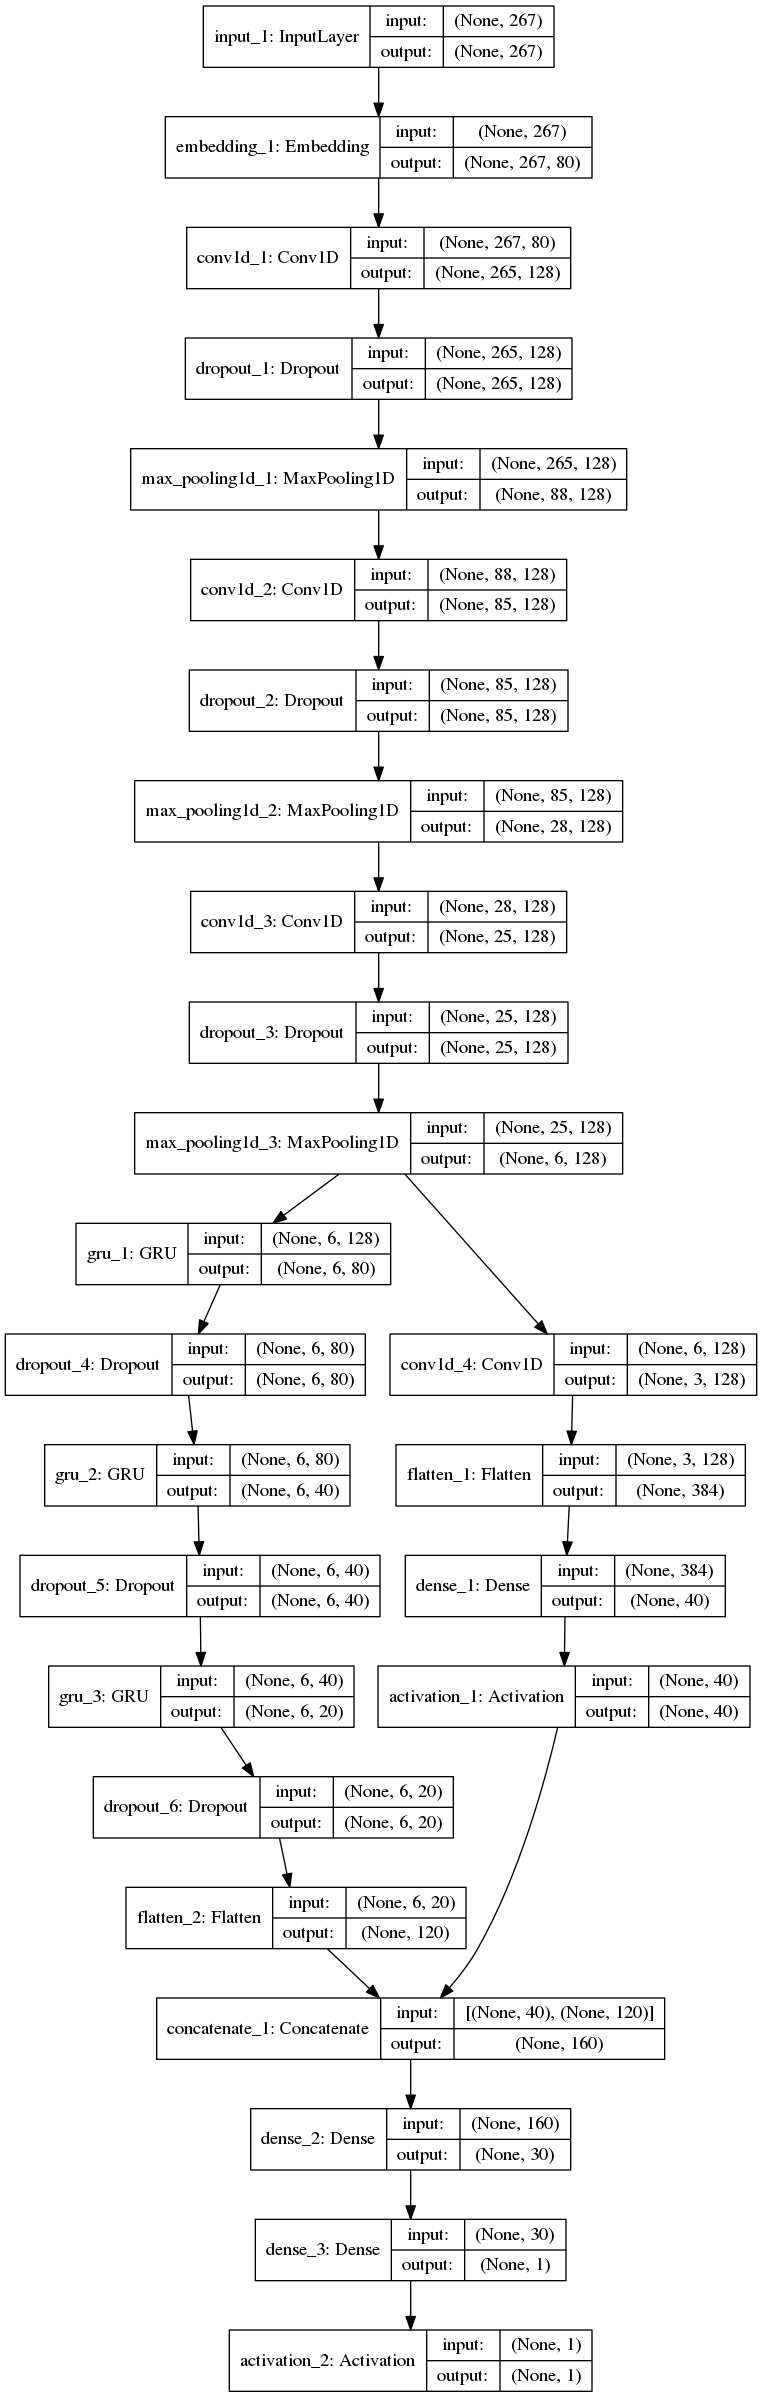 input_1: InputLayer input: (None, 267)
output: (None, 267)
embedding_1: Embedding input: (None, 267)
output: (None, 267, 80)
conv1d_1: Conv1D input: (None, 267, 80)
output: (None, 265, 128)
dropout_1: Dropout input: (None, 265, 128)
output: (None, 265, 128)
max_pooling1d_1: MaxPooling1D input: (None, 265, 128)
output: (None, 88, 128)
conv1d_2: Conv1D input: (None, 88, 128)
output: (None, 85, 128)
dropout_2: Dropout input: (None, 85, 128)
output: (None, 85, 128)
max_pooling1d_2: MaxPooling1D input: (None, 85, 128)
output: (None, 28, 128)
conv1d_3: Conv1D input: (None, 28, 128)
output: (None, 25, 128)
dropout_3: Dropout input: (None, 25, 128)
output: (None, 25, 128)
max_pooling1d_3: MaxPooling1D input: (None, 25, 128)
output: (None, 6, 128)
gru_1: GRU input: (None, 6, 128)
output: (None, 6, 80)
dropout_4: Dropout input: (None, 6, 80)
output: (None, 6, 80)
conv1d_4: Conv1D input: (None, 6, 128)
output: (None, 3, 128)
gru_2: GRU input: (None, 6, 80)
output: (None, 6, 40)
flatten_1: Flatten input: (None, 3, 128)
output: (None, 384)
dropout_5: Dropout input: (None, 6, 40)
output: (None, 6, 40)
dense_1: Dense input: (None, 384)
output: (None, 40)
gru_3: GRU input: (None, 6, 40)
output: (None, 6, 20)
activation_1: Activation input: (None, 40)
output: (None, 40)
dropout_6: Dropout input: (None, 6, 20)
output: (None, 6, 20)
flatten_2: Flatten input: (None, 6, 20)
output: (None, 120)
concatenate_1: Concatenate input: [(None, 40), (None, 120)]
output: (None, 160)
dense_2: Dense input: (None, 160)
output: (None, 30)
dense_3: Dense input: (None, 30)
output: (None, 1)
activation_2: Activation input: (None, 1)
output: (None, 1)